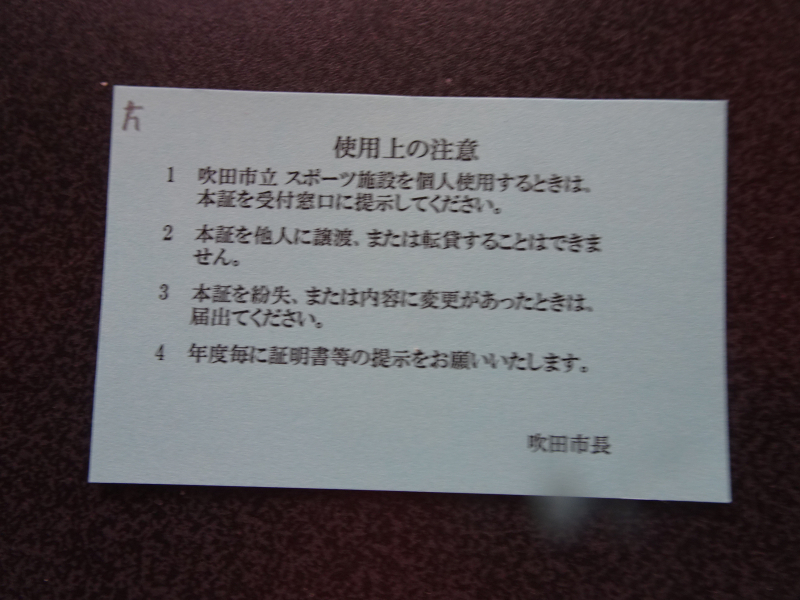 使用上の注意
1 吹田市立 スポーツ施設を個人使用するときは、
本証を受付窓口に提示してください。
2 本証を他人に譲渡、または転貸することはできま
せん。
3 本証を紛失、または内容に変更があったときは、
届出てください。
4 年度毎に証明書等の提示をお願いいたします。
吹田市長